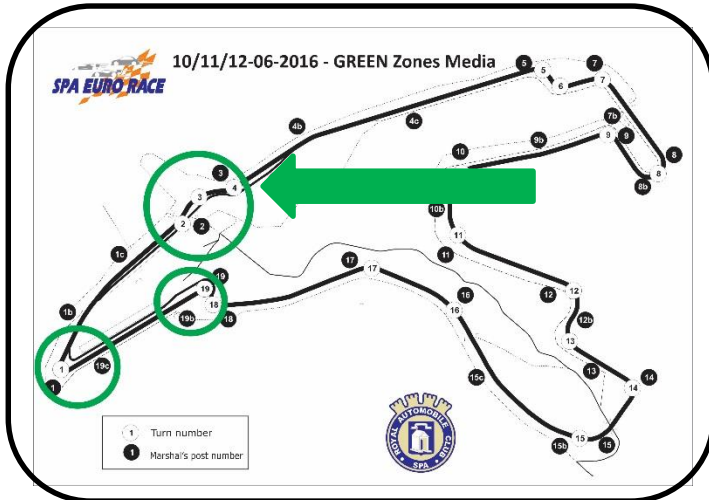 10/11/12-06-2016 - GREEN Zones Media
SPA EURO RACE
5
5
6
7
7
4b
4c
7b
9
9
9b
8
8
8b
10
3
3
4
10b
2
2
11
11
1c
17
17
19
19
12
12
16
16
18
18
19b
1b
12b
13
13
1
1
19c
15c
14
14
15
15
15b
1 Turn number
1 Marshal's post number
ROYAL AUTOMOBILE CLUB
SPA